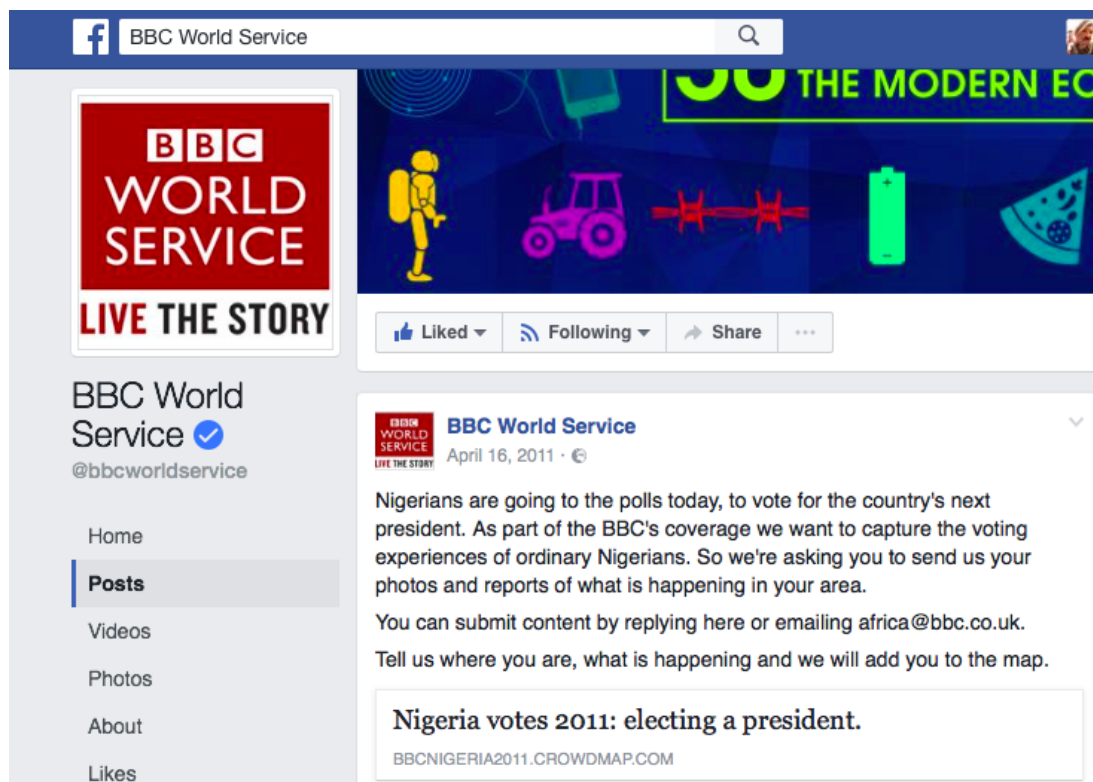 BBC World Service
BBC
WORLD
SERVICE
LIVE THE STORY
THE MODERN
BBC World
Service
@bbcworldservice
Home
Posts
Videos
Photos
About
Likes
Liked
Following
Share
BBC
WORLD
SERVICE
LIVE THE STORY
BBC World Service
April 16, 2011 ·
Nigerians are going to the polls today, to vote for the country's next
president. As part of the BBC's coverage we want to capture the voting
experiences of ordinary Nigerians. So we're asking you to send us your
photos and reports of what is happening in your area.
You can submit content by replying here or emailing africa@bbc.co.uk.
Tell us where you are, what is happening and we will add you to the map.
Nigeria votes 2011: electing a president.
BBCNIGERIA2011.CROWDMAP.COM